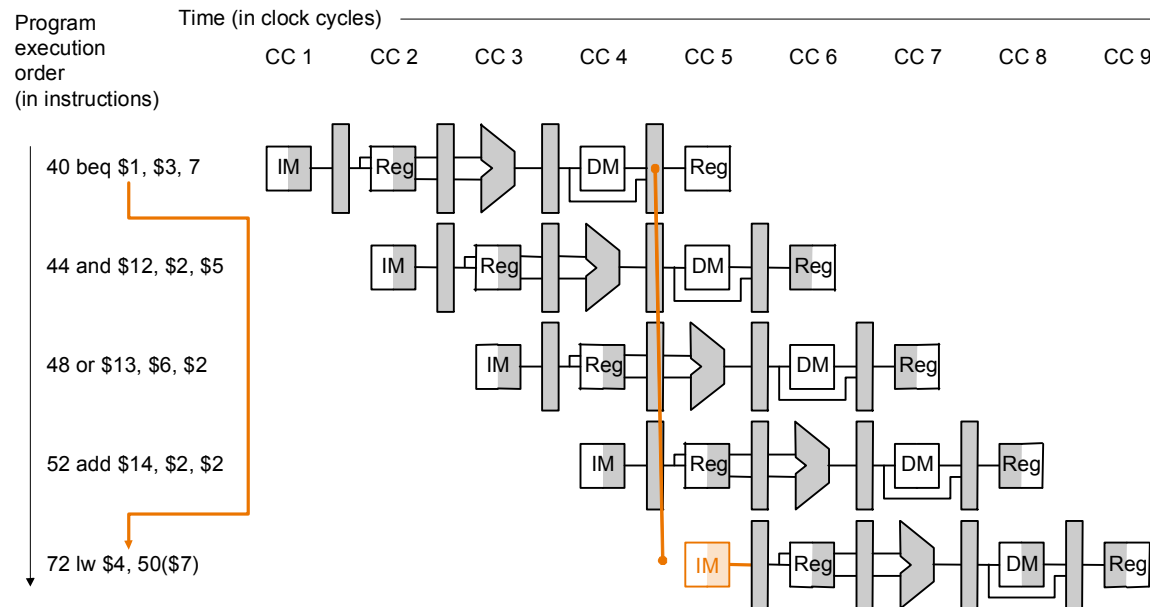 Time (in clock cycles)
Program
execution
order
(in instructions)
CC 1 CC 2 CC 3 CC 4 CC 5 CC 6 CC 7 CC 8 CC 9
40 beq $1, $3, 7 IM Reg DM Reg
44 and $12, $2, $5 IM Reg DM Reg
48 or $13, $6, $2 IM Reg DM Reg
52 add $14, $2, $2 IM Reg DM Reg
72 lw $4, 50($7) IM Reg DM Reg